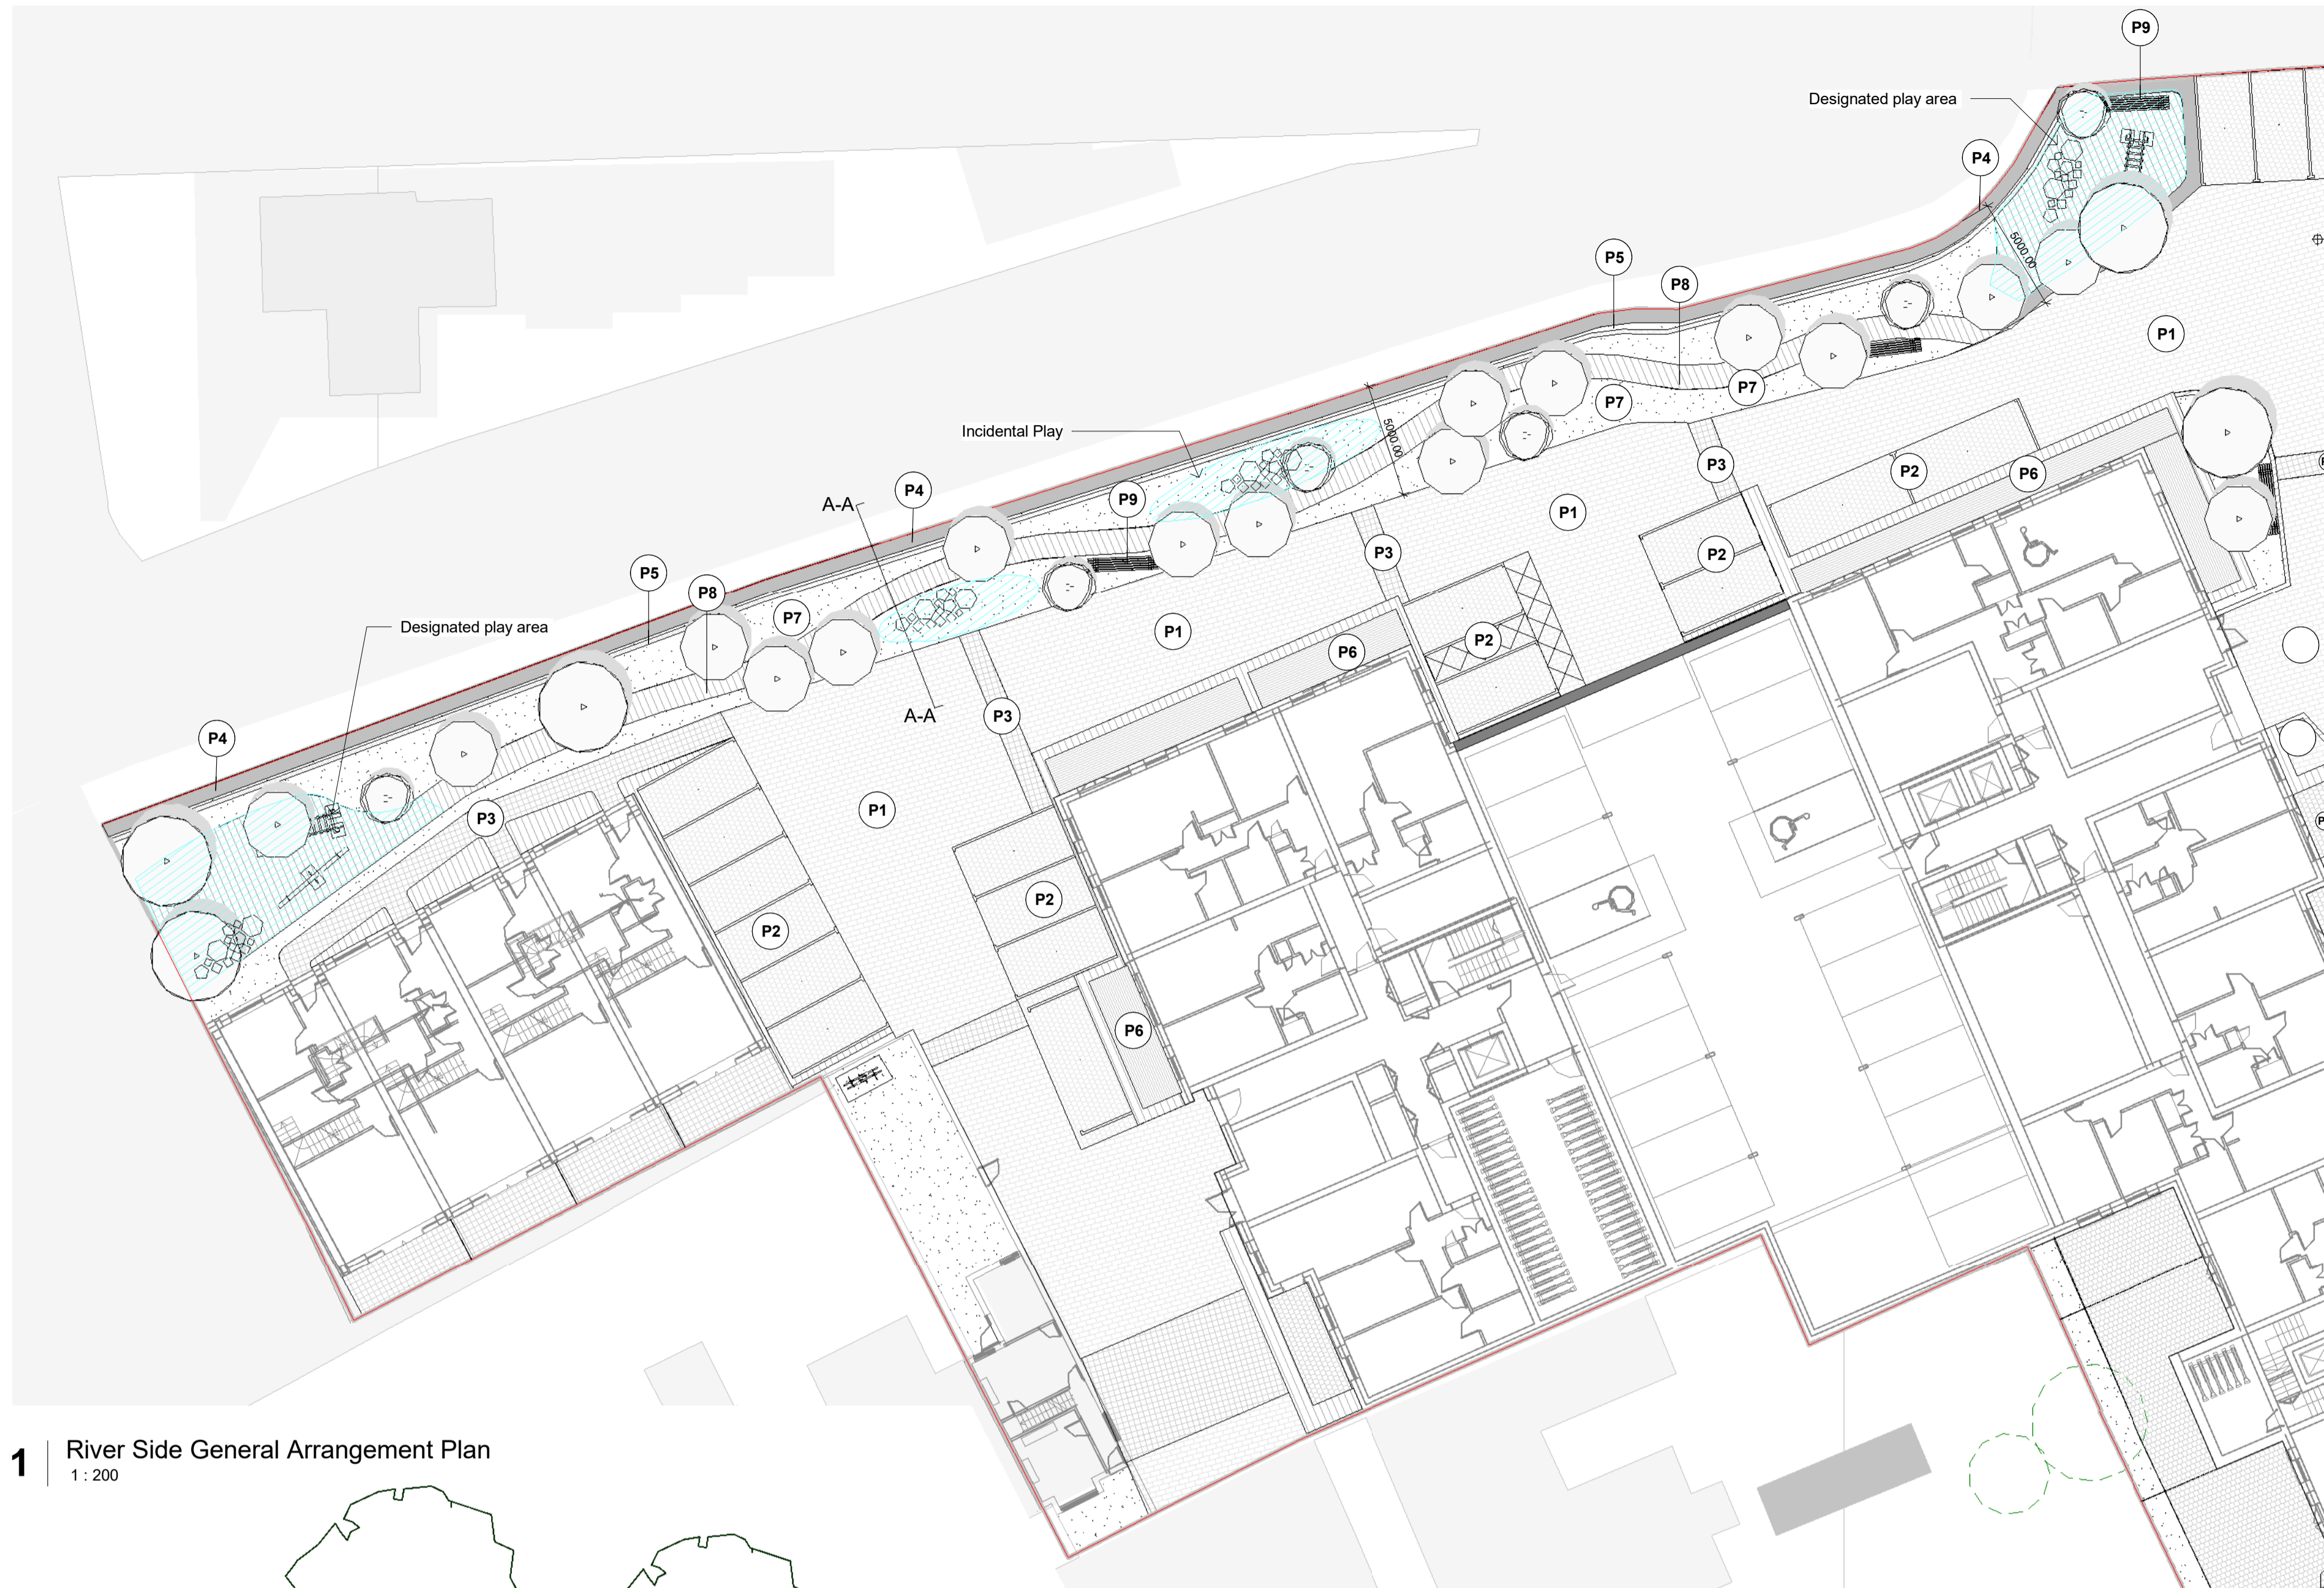 P9
Designated play area
P4
P5
P8
5000.00
P1
P7
P7
5000.00
Incidental Play
P3
P2
P6
A-A
P4
P9
P1
P3
P2
P5
P8
P7
P1
P2
P6
Designated play area
A-A
P3
P4
P3
P1
P2
P2
P6
1
River Side General Arrangement Plan
1 : 200